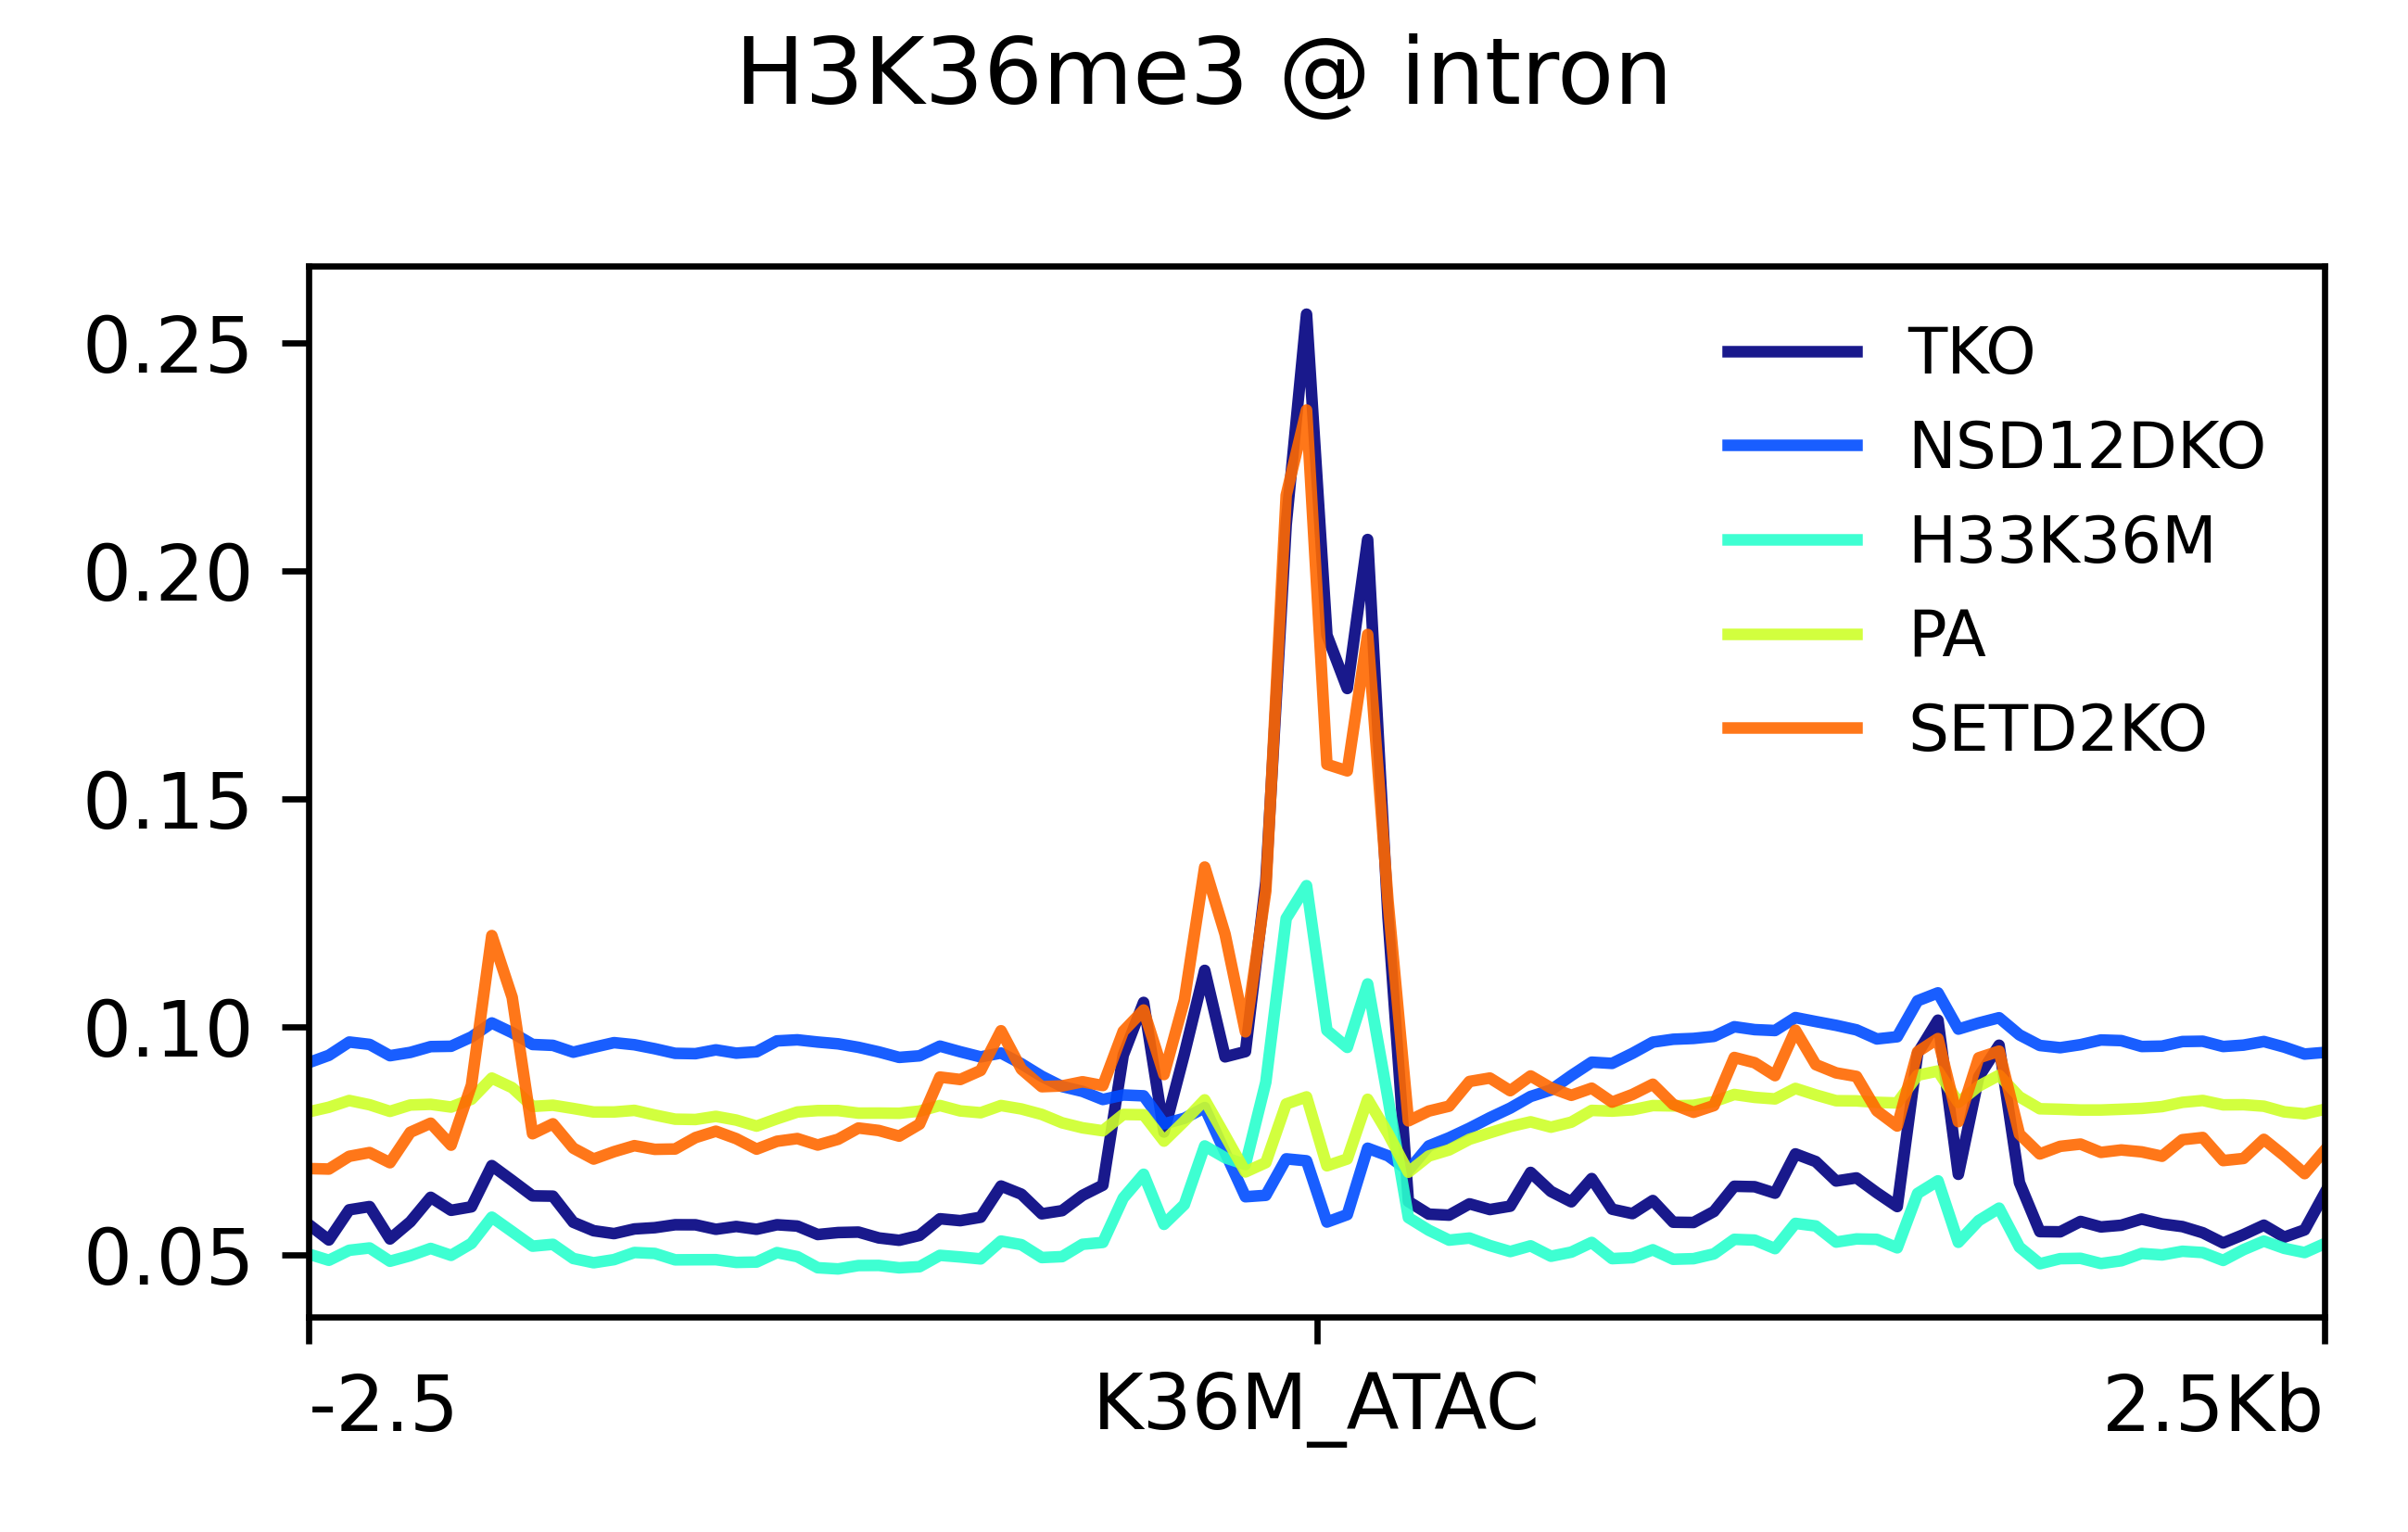 H3K36me3 @ intron
0.25
0.20
0.15
0.10
0.05
TKO
NSD12DKO
H33K36M
PA
SETD2KO
-2.5
K36M_ATAC
2.5Kb